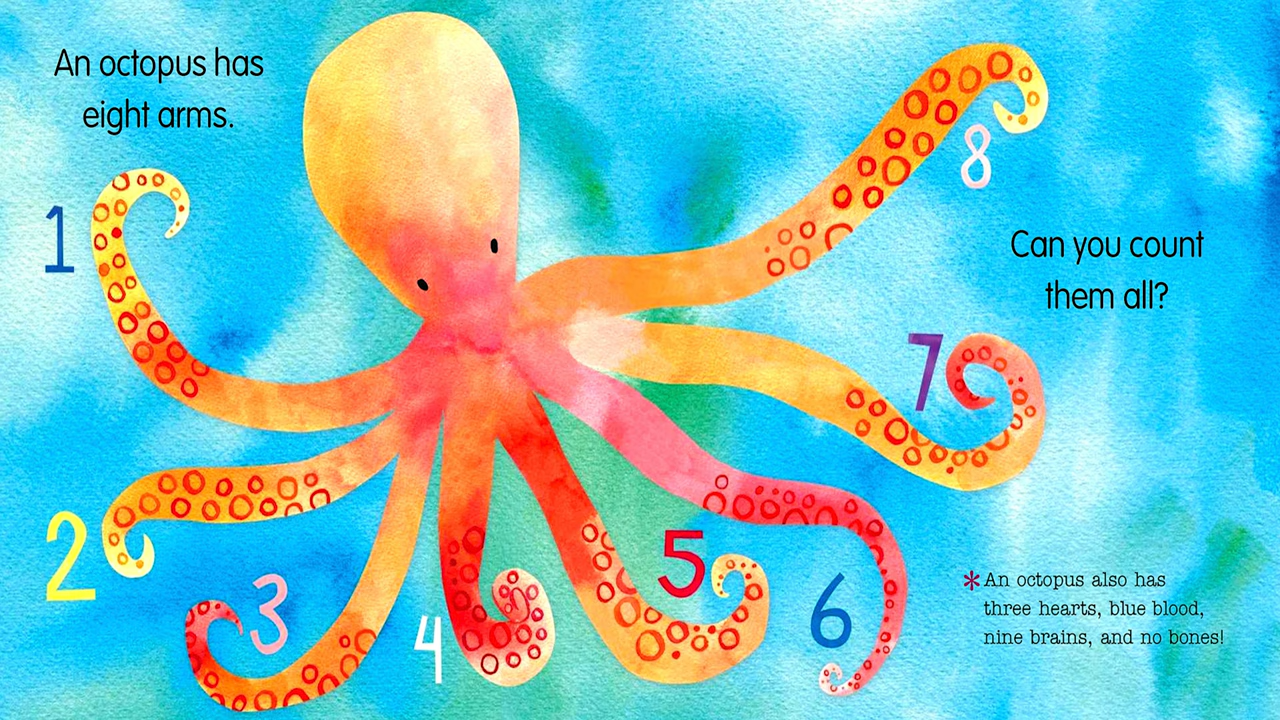 An octopus has
eight arms.
1
2
3
4
5
6
7
8
Can you count
them all?
*An octopus also has
three hearts, blue blood,
nine brains, and no bones!